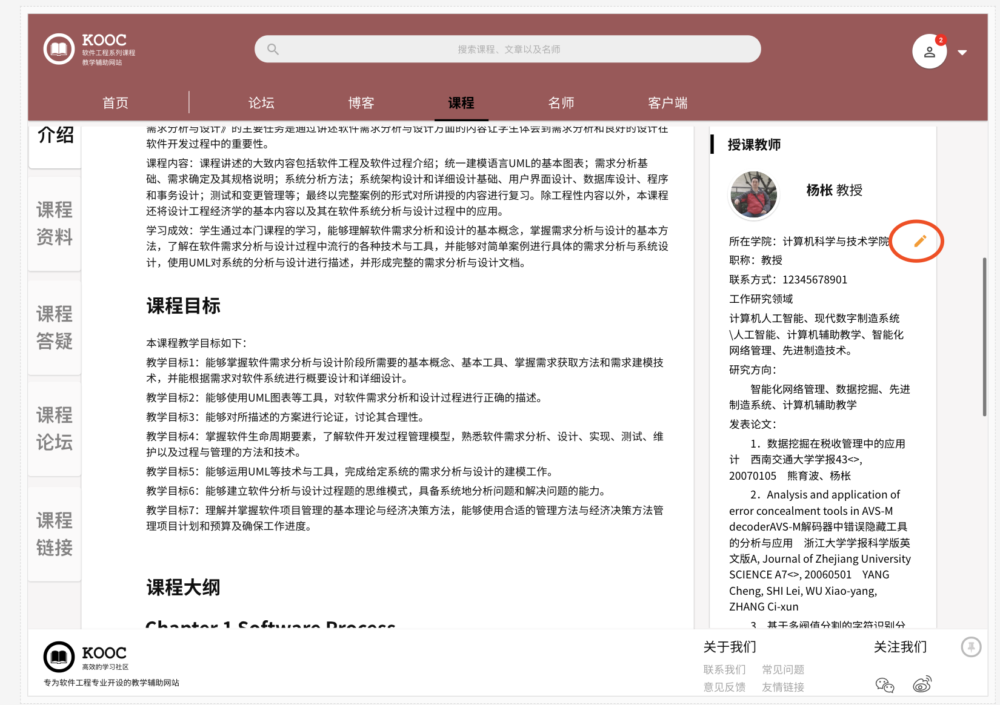 KOOC
软件工程系列课程
教学辅助网站
搜索课程、文章以及名师
2
首页
论坛
博客
课程
名师
客户端
介绍
课程
资料
课程
答疑
课程
论坛
课程
链接
需求分析与设计》的主要任务是通过讲述软件需求分析与设计方面的内容让学生体会到需求分析和良好的设计在
软件开发过程中的重要性。
课程内容：课程讲述的大致内容包括软件工程及软件过程介绍；统一建模语言UML的基本图表；需求分析基
础、需求确定及其规格说明；系统分析方法；系统架构设计和详细设计基础、用户界面设计、数据库设计、程序
和事务设计；测试和变更管理等；最终以完整案例的形式对所讲授的内容进行复习。除工程性内容以外，本课程
还将设计工程经济学的基本内容以及其在软件系统分析与设计过程中的应用。
学习成效：学生通过本门课程的学习，能够理解软件需求分析和设计的基本概念，掌握需求分析与设计的基本方
法，了解在软件需求分析与设计过程中流行的各种技术与工具，并能够对简单案例进行具体的需求分析与系统设
计，使用UML对系统的分析与设计进行描述，并形成完整的需求分析与设计文档。
课程目标
本课程教学目标如下：
教学目标1：能够掌握软件需求分析与设计阶段所需要的基本概念、基本工具、掌握需求获取方法和需求建模技
术，并能根据需求对软件系统进行概要设计和详细设计。
教学目标2：能够使用UML图表等工具，对软件需求分析和设计过程进行正确的描述。
教学目标3：能够对所描述的方案进行论证，讨论其合理性。
教学目标4：掌握软件生命周期要素，了解软件开发过程管理模型，熟悉软件需求分析、设计、实现、测试、维
护以及过程与管理的方法和技术。
教学目标5：能够运用UML等技术与工具，完成给定系统的需求分析与设计的建模工作。
教学目标6：能够建立软件分析与设计过程题的思维模式，具备系统地分析问题和解决问题的能力。
教学目标7：理解并掌握软件项目管理的基本理论与经济决策方法，能够使用合适的管理方法与经济决策方法管
理项目计划和预算及确保工作进度。
课程大纲
Chapter 1 Software Process
授课教师
杨枨 教授
所在学院：计算机科学与技术学院
职称：教授
联系方式：12345678901
工作研究领域
计算机人工智能、现代数字制造系统
\人工智能、计算机辅助教学、智能化
网络管理、先进制造技术。
研究方向：
智能化网络管理、数据挖掘、先进
制造系统、计算机辅助教学
发表论文：
1．数据挖掘在税收管理中的应用
计　西南交通大学学报43<>,
20070105　熊育波、杨枨
2．Analysis and application of
error concealment tools in AVS-M
decoderAVS-M解码器中错误隐藏工具
的分析与应用　浙江大学学报科学版英
文版A, Journal of Zhejiang University
SCIENCE A7<>, 20060501　YANG
Cheng, SHI Lei, WU Xiao-yang,
ZHANG Ci-xun
3．基于多阀值分割的字符识别分
KOOC
高效的学习社区
专为软件工程专业开设的教学辅助网站
关于我们
联系我们　常见问题
意见反馈　友情链接
关注我们